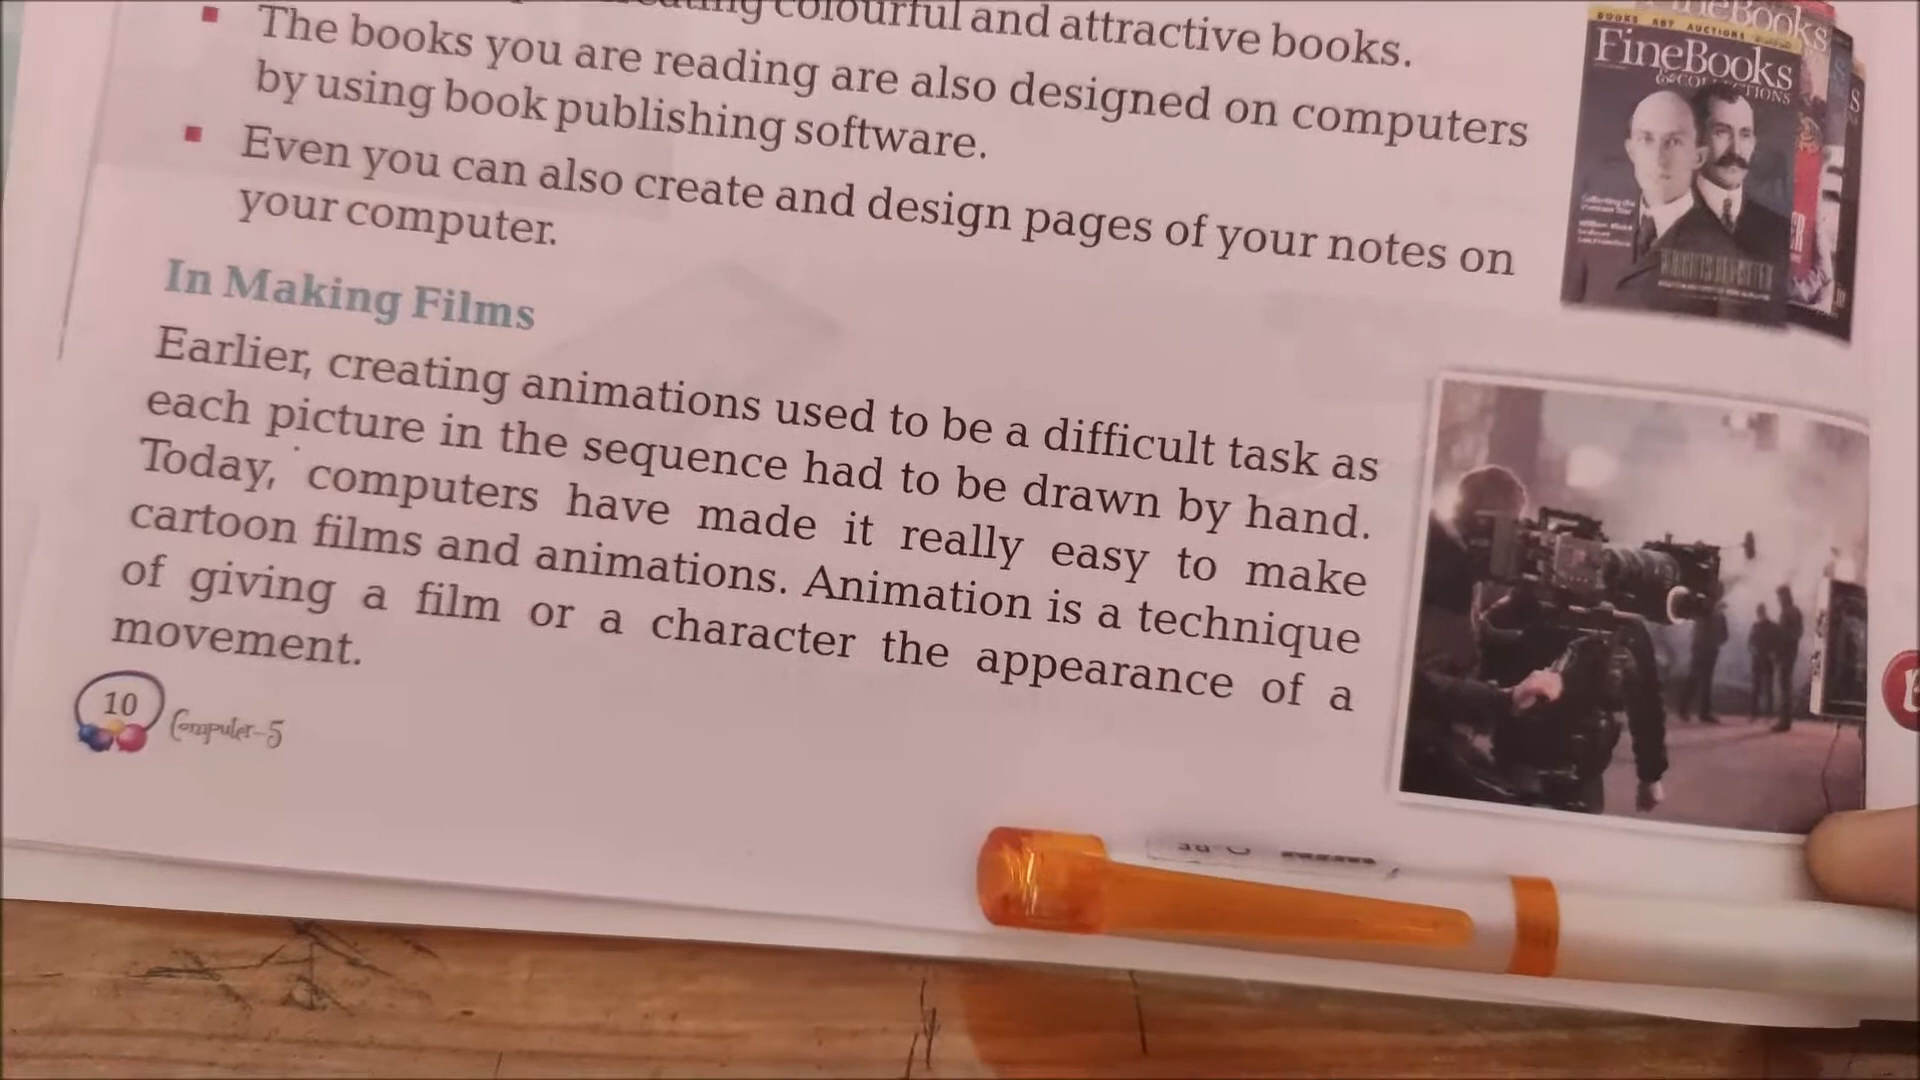 colourful and attractive books.
The books you are reading are also designed on computers
by using book publishing software.
Even you can also create and design pages of your notes on
your computer.
In Making Films
Earlier, creating animations used to be a difficult task as
each picture in the sequence had to be drawn by hand.
Today, computers have made it really easy to make
cartoon films and animations. Animation is a technique
of giving a film or a character the appearance of a
movement.
10 Computer-5
BOOKS ART AUCTIONS
FineBooks